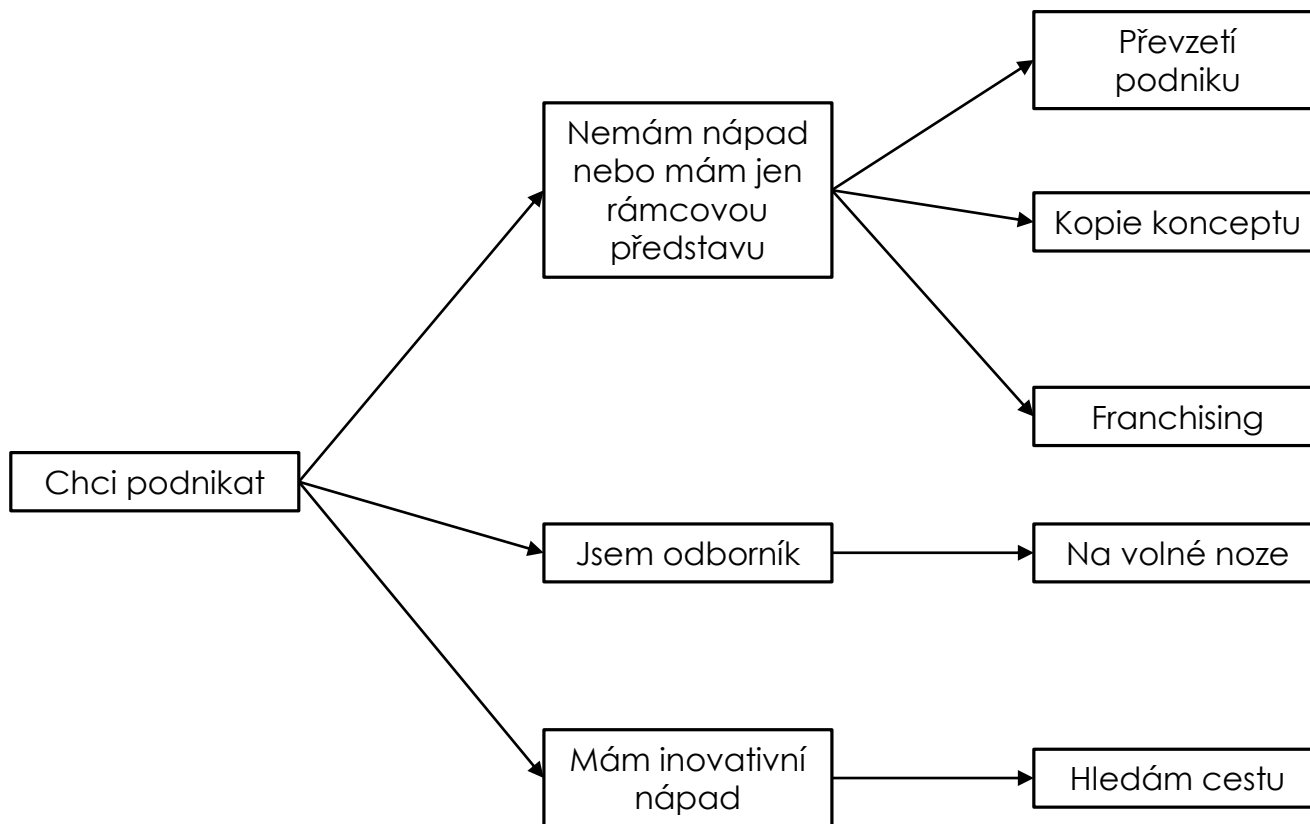 Chci podnikat
Nemám nápad
nebo mám jen
rámcovou
představu
Jsem odborník
Mám inovativní
nápad
Převzetí
podniku
Kopie konceptu
Franchising
Na volné noze
Hledám cestu